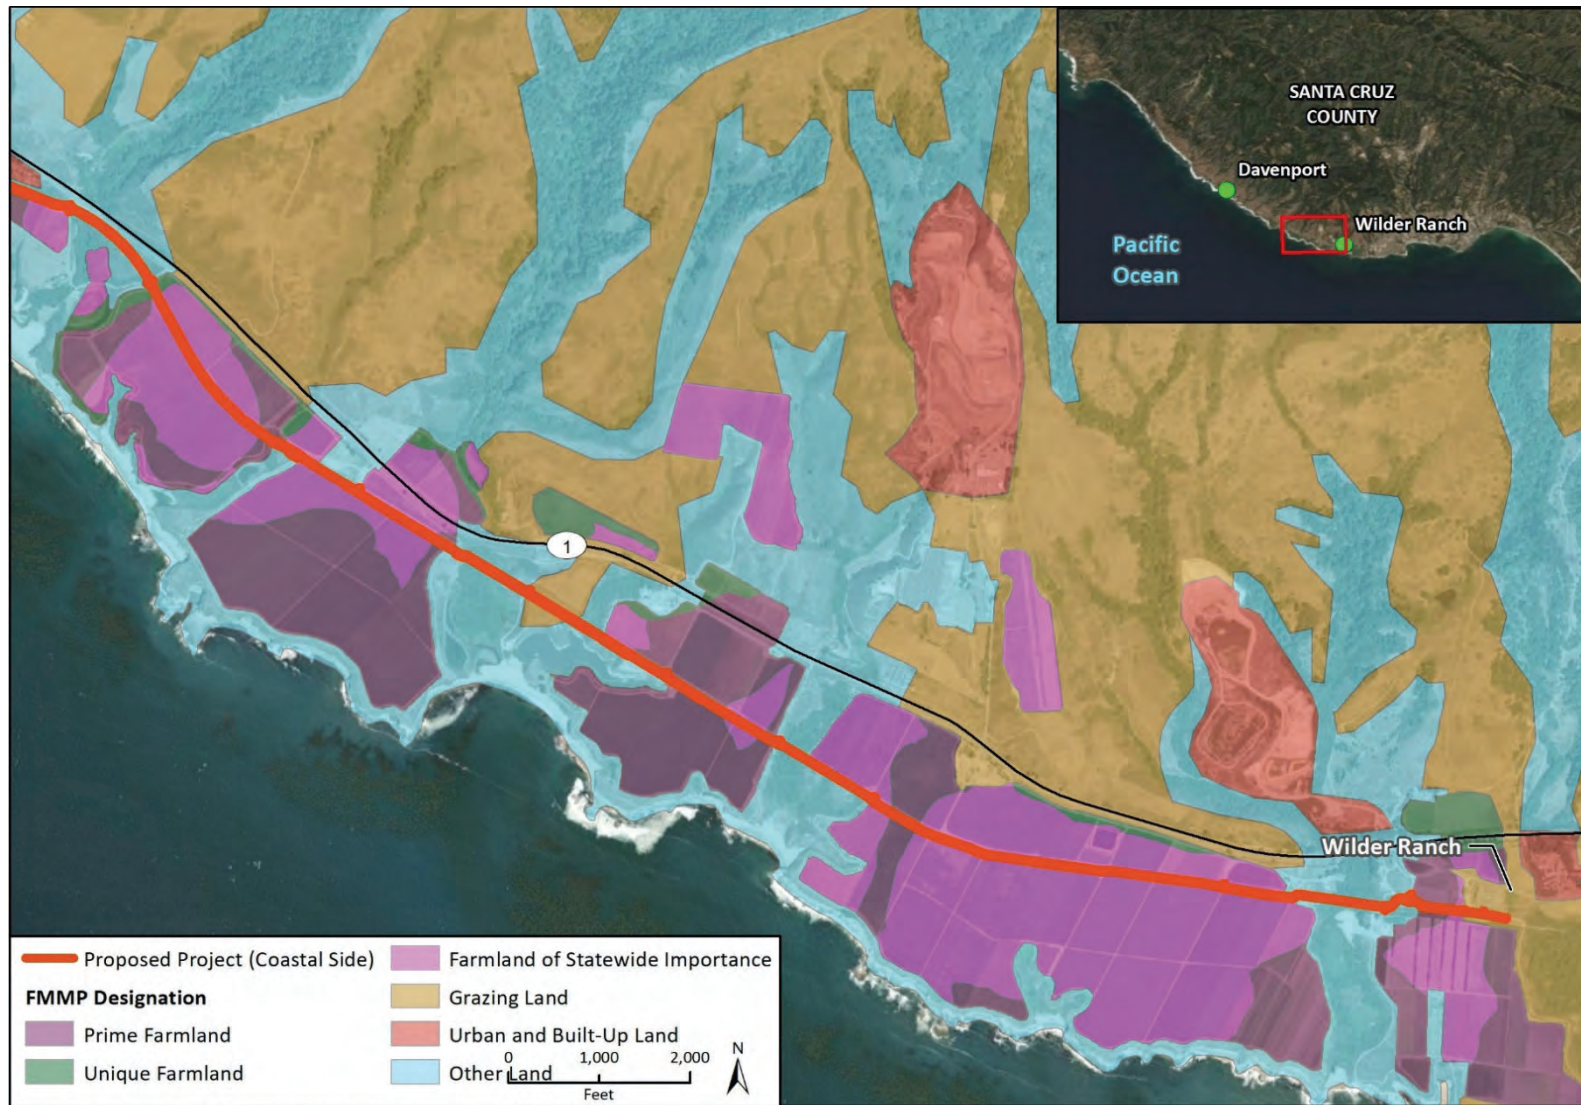 SANTA CRUZ
COUNTY
Davenport
Wilder Ranch
Pacific
Ocean
1
Wilder Ranch
Proposed Project (Coastal Side)
FMMP Designation
Prime Farmland
Unique Farmland
Farmland of Statewide Importance
Grazing Land
Urban and Built-Up Land
Other Land
0 1,000 2,000
Feet
N